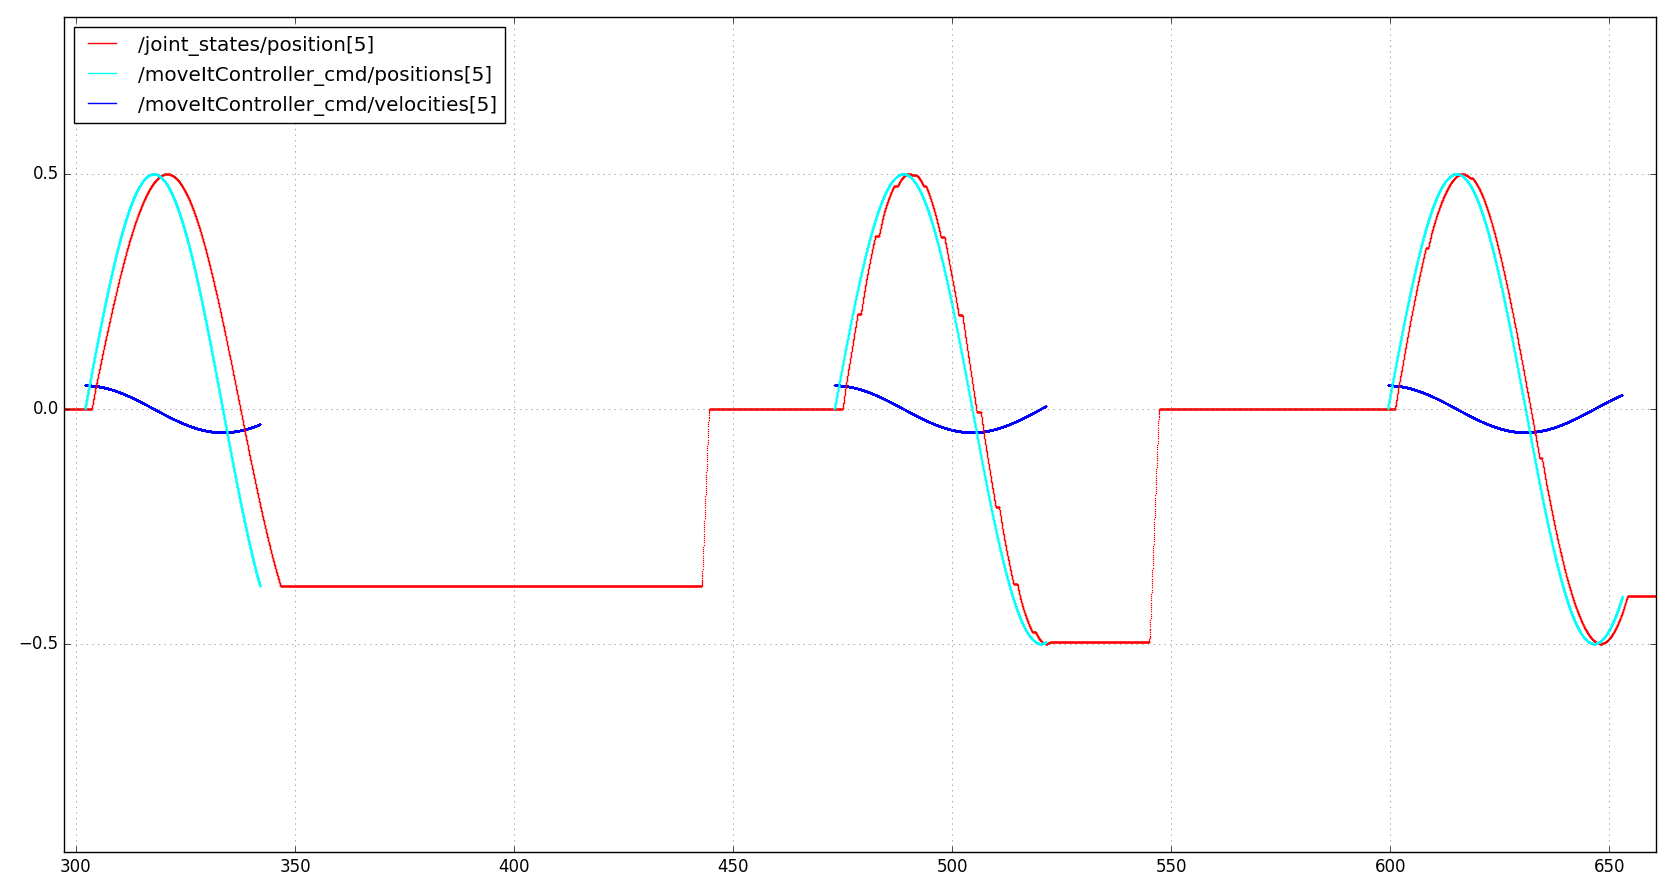 /joint_states/position[5]
/moveItController_cmd/positions[5]
/moveItController_cmd/velocities[5]
0.5
0.0
−0.5
300 350 400 450 500 550 600 650